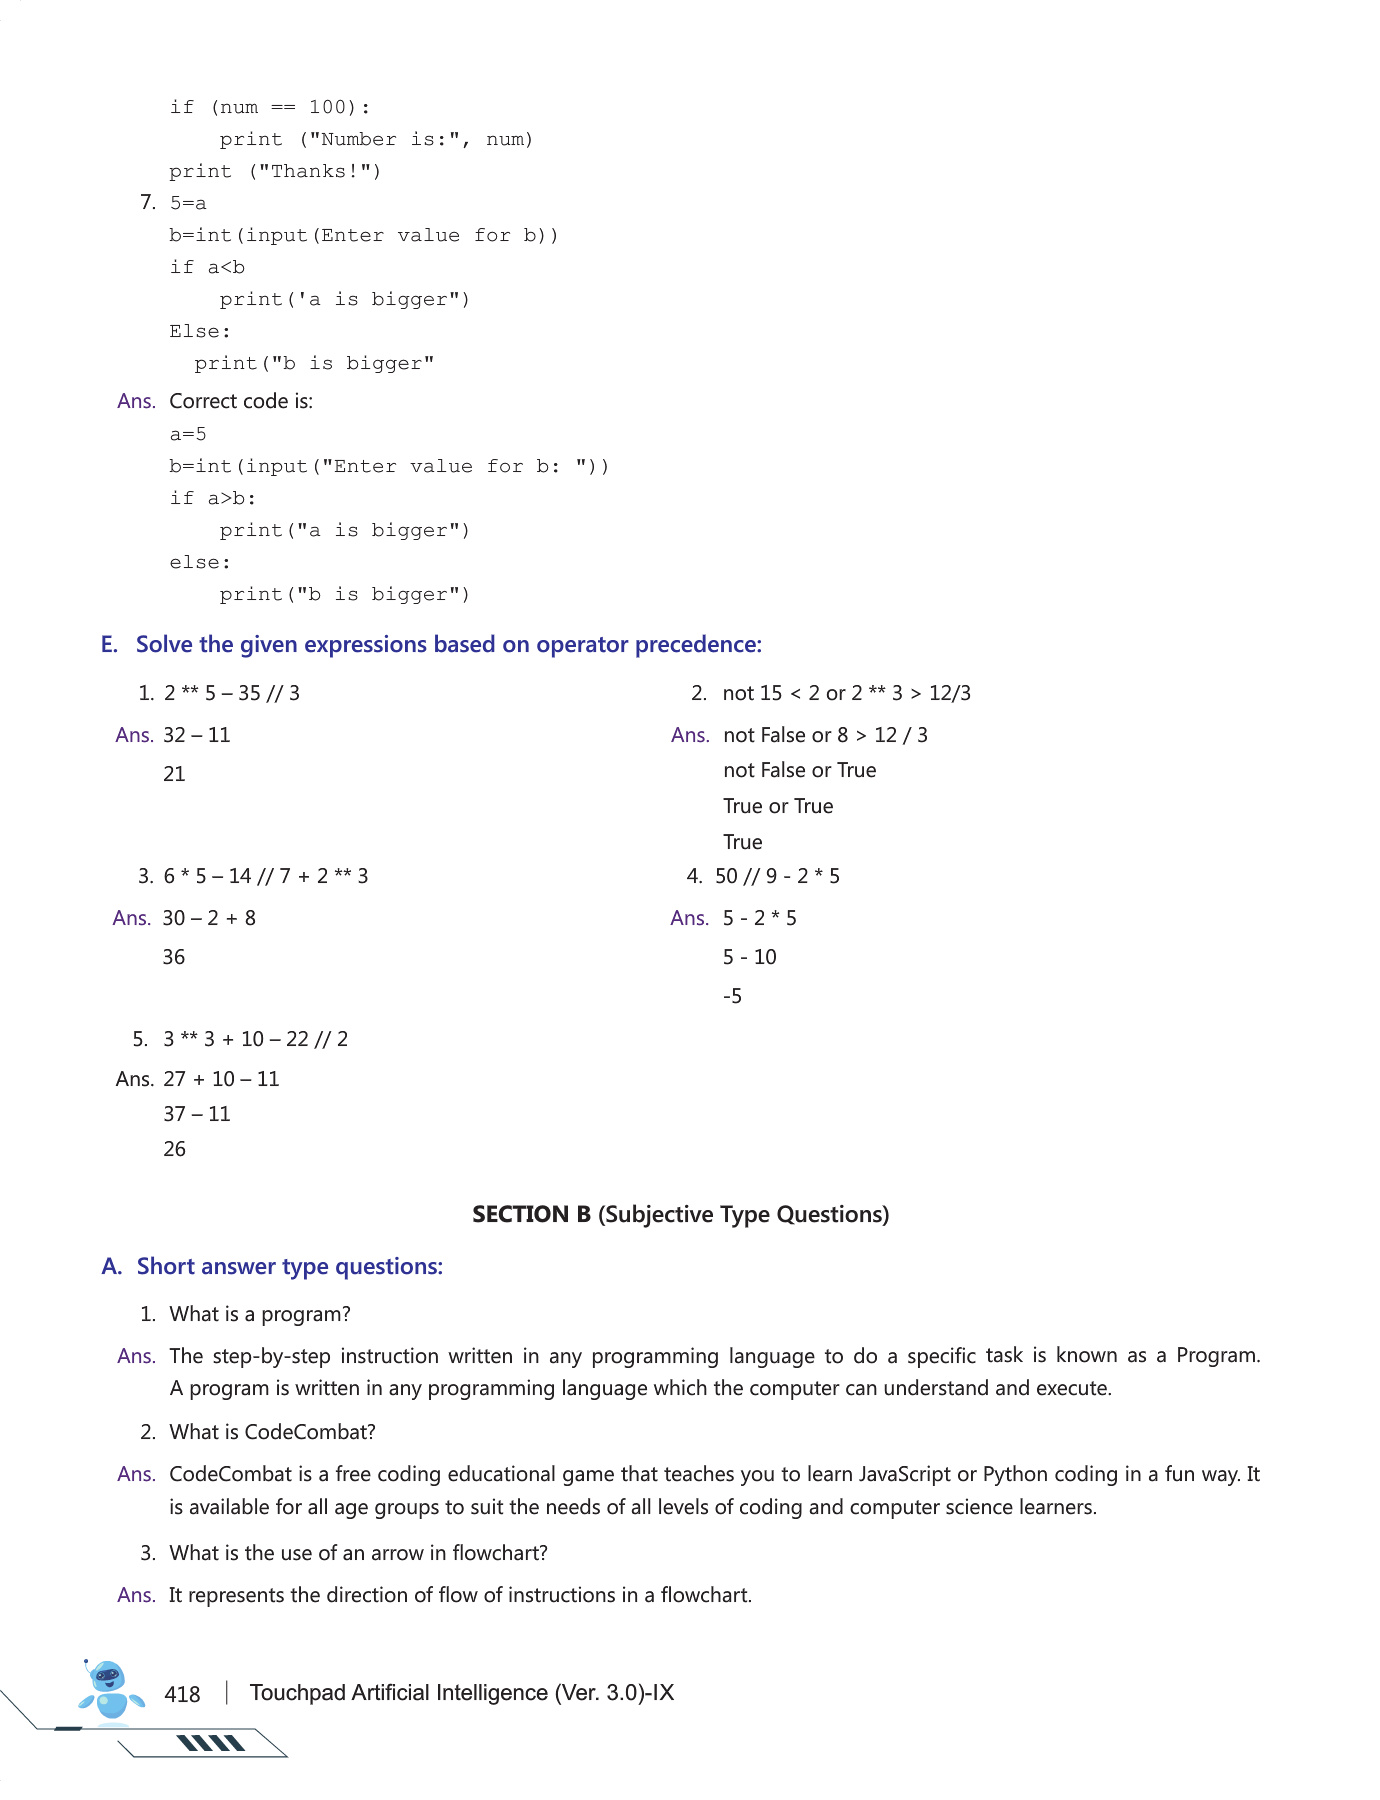 if (num == 100):
print ("Number is:", num)
print ("Thanks!")
7. 5=a
b=int(input(Enter value for b))
if a<b
print('a is bigger")
Else:
print("b is bigger"
Ans. Correct code is:
a=5
b=int(input("Enter value for b: "))
if a>b:
print("a is bigger")
else:
print("b is bigger")
E. Solve the given expressions based on operator precedence:
1. 2 ** 5 – 35 // 3
Ans. 32 – 11
21
2. not 15 < 2 or 2 ** 3 > 12/3
Ans. not False or 8 > 12 / 3
not False or True
True or True
True
3. 6 * 5 – 14 // 7 + 2 ** 3
Ans. 30 – 2 + 8
36
4. 50 // 9 - 2 * 5
Ans. 5 - 2 * 5
5 - 10
-5
5. 3 ** 3 + 10 – 22 // 2
Ans. 27 + 10 – 11
37 – 11
26
SECTION B (Subjective Type Questions)
A. Short answer type questions:
1. What is a program?
Ans. The step-by-step instruction written in any programming language to do a specific task is known as a Program.
A program is written in any programming language which the computer can understand and execute.
2. What is CodeCombat?
Ans. CodeCombat is a free coding educational game that teaches you to learn JavaScript or Python coding in a fun way. It
is available for all age groups to suit the needs of all levels of coding and computer science learners.
3. What is the use of an arrow in flowchart?
Ans. It represents the direction of flow of instructions in a flowchart.
418 | Touchpad Artificial Intelligence (Ver. 3.0)-IX